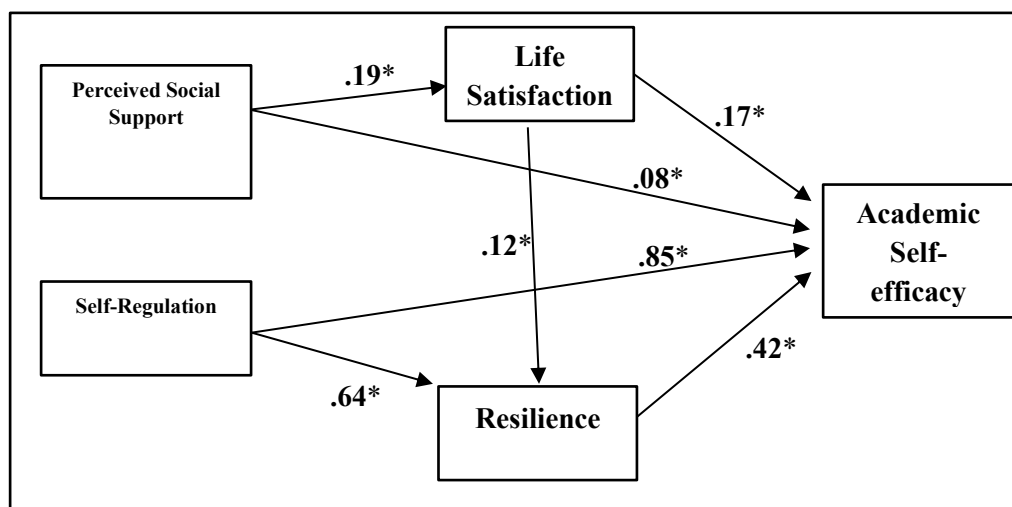 Life
Satisfaction
Perceived Social
Support
.19*
.17*
.08*
Academic
Self-
efficacy
.12*
.85*
Self-Regulation
.42*
.64*
Resilience